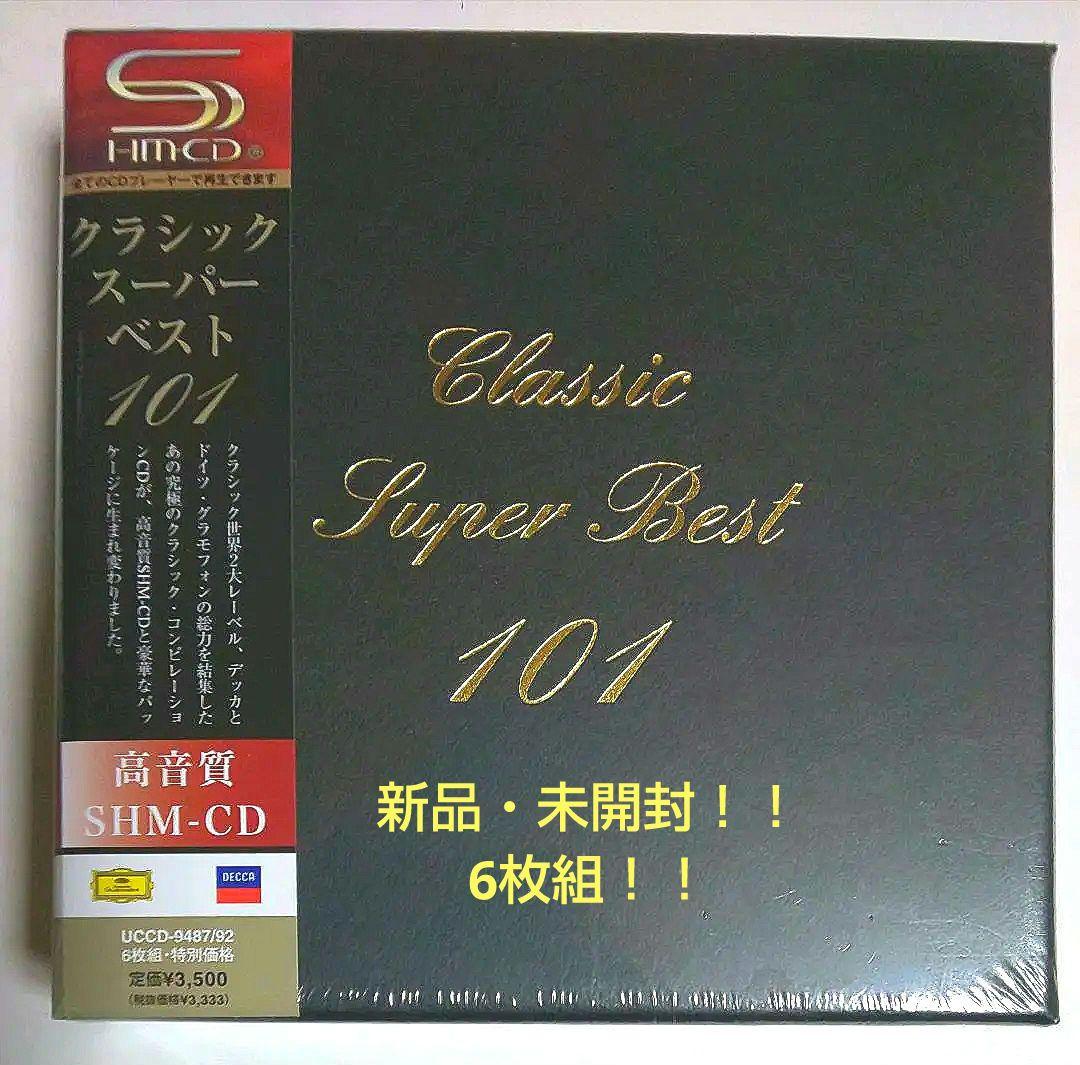 SHM-CD
全てのCDプレーヤーで再生できます
クラシック
スーパー
ベスト
101
クラシック世界2大レーベル、デッカと
ドイツ・グラモフォンの総力を結集した
あの究極のクラシック・コンピレーショ
ンCDが、高音質SHM-CDと豪華なパッ
ケージに生まれ変わりました。
高音質
SHM-CD
DECCA
UCCD-9487/92
6枚組・特別価格
定価¥3,500
(税抜価格¥3,333)
Classic
Super Best
101
新品・未開封！！
6枚組！！